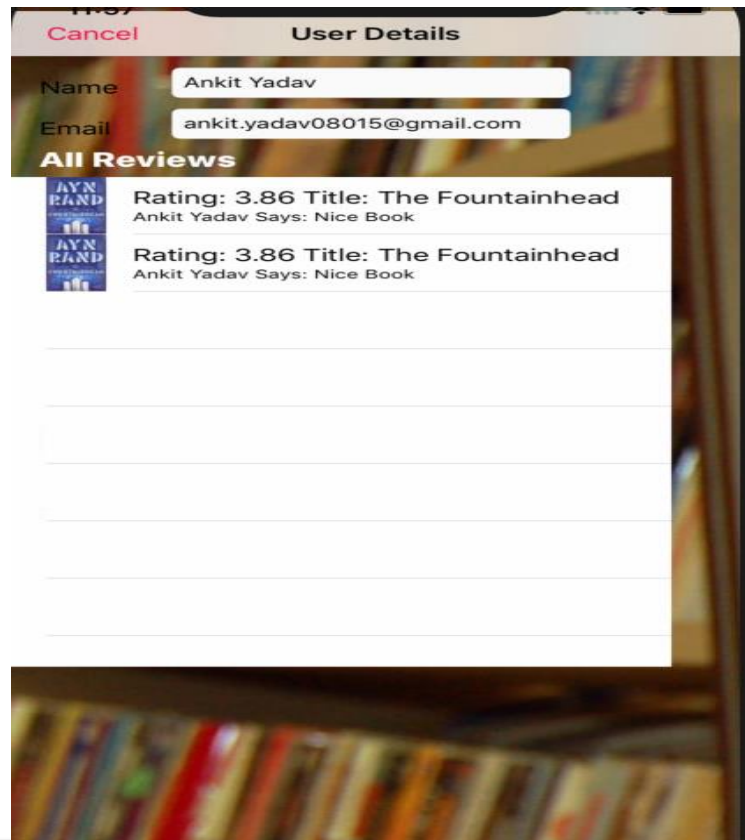 Cancel User Details
Name Ankit Yadav
Email ankit.yadav08015@gmail.com
All Reviews
AYN
RAND
Rating: 3.86 Title: The Fountainhead
Ankit Yadav Says: Nice Book
AYN
RAND
Rating: 3.86 Title: The Fountainhead
Ankit Yadav Says: Nice Book